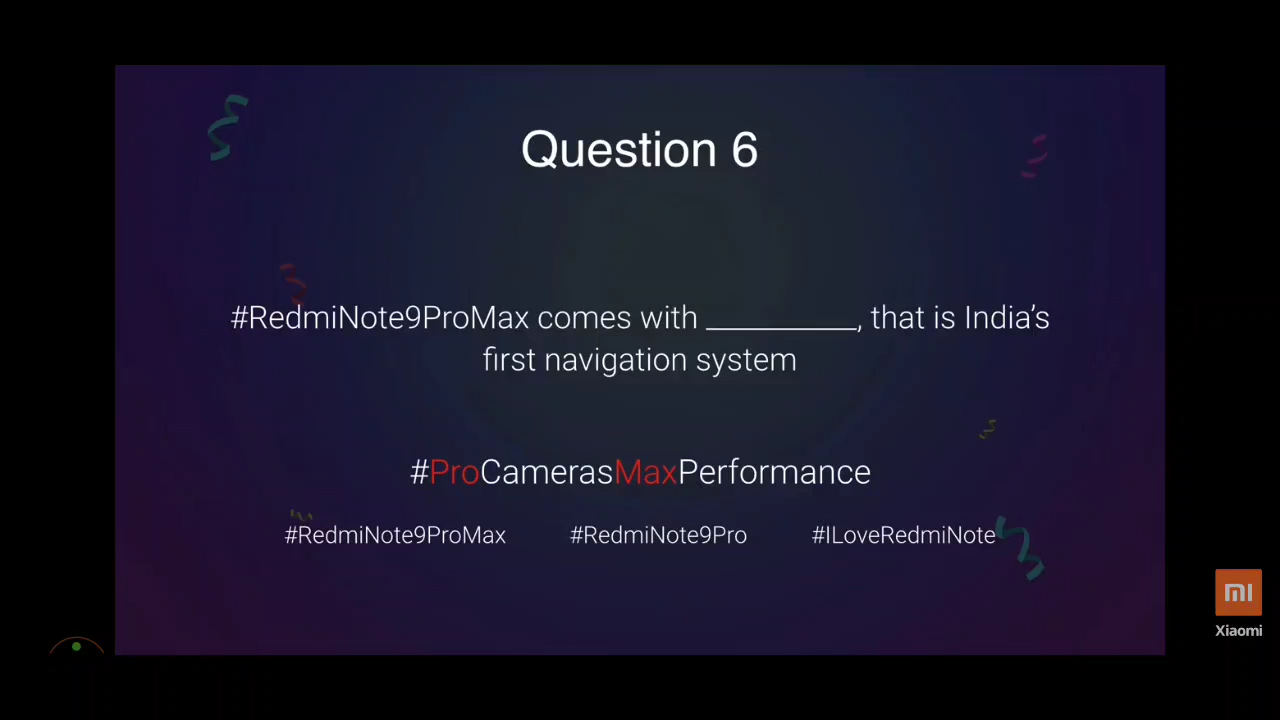 Question 6
#RedmiNote9ProMax comes with __________, that is India’s
first navigation system
#ProCamerasMaxPerformance
#RedmiNote9ProMax #RedmiNote9Pro #ILoveRedmiNote
mi
Xiaomi